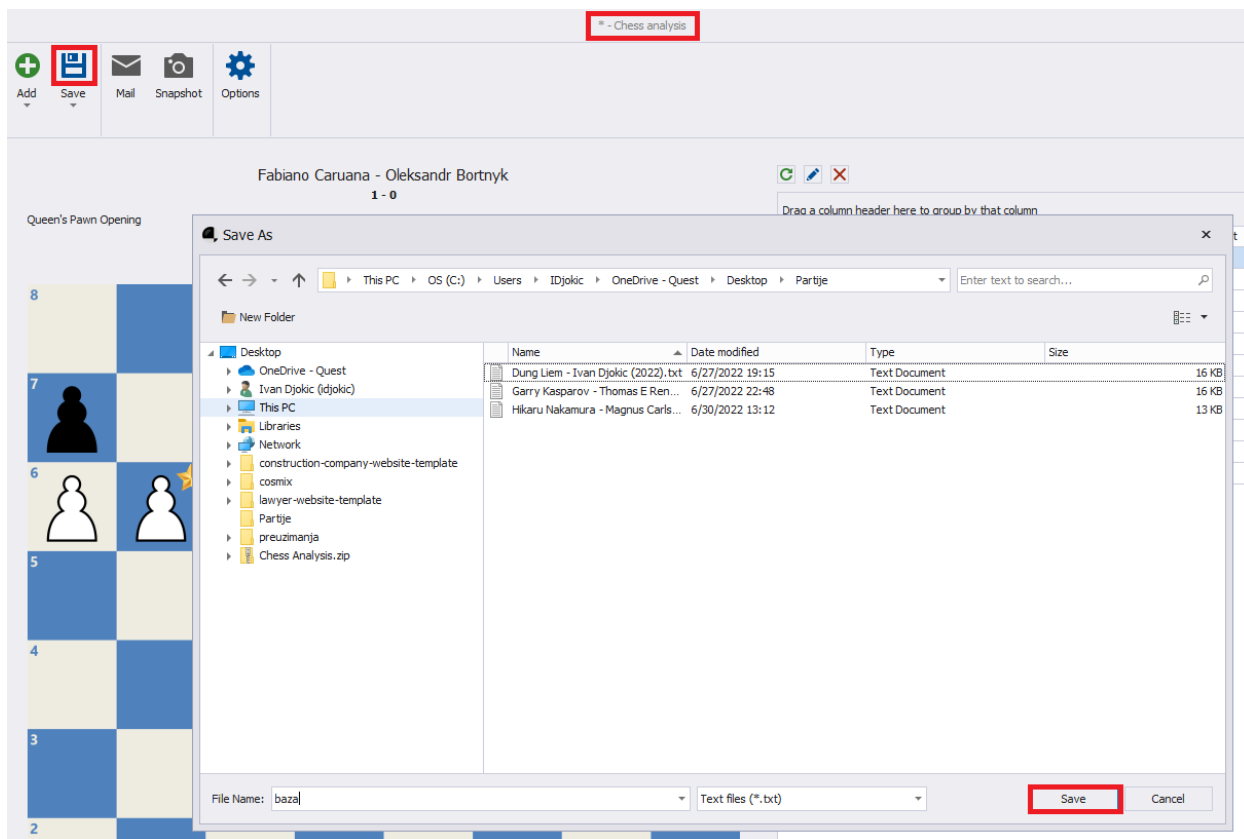 * - Chess analysis
Add Save Mail Snapshot Options
Fabiano Caruana - Oleksandr Bortnyk
1 - 0
Queen's Pawn Opening
Drag a column header here to group by that column
Save As
This PC OS (C:) Users IDjokic OneDrive - Quest Desktop Partije
Enter text to search...
New Folder
Desktop
OneDrive - Quest
Ivan Djokic (idjokic)
This PC
Libraries
Network
construction-company-website-template
cosmix
lawyer-website-template
Partije
preuzimanja
Chess Analysis.zip
Name Date modified Type Size
Dung Liem - Ivan Djokic (2022).txt 6/27/2022 19:15 Text Document 16 KB
Garry Kasparov - Thomas E Ren... 6/27/2022 22:48 Text Document 16 KB
Hikaru Nakamura - Magnus Carls... 6/30/2022 13:12 Text Document 13 KB
8
7
6
5
4
3
2
File Name: baza Text files (*.txt) Save Cancel